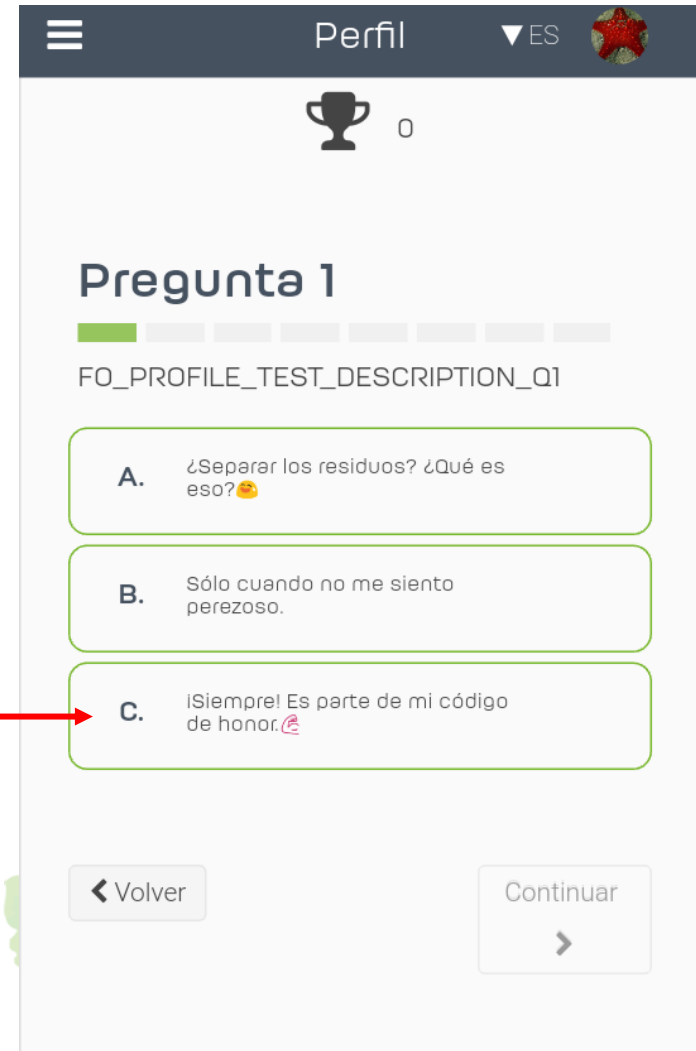 Perfil
▼ES
0
Pregunta 1
FO_PROFILE_TEST_DESCRIPTION_Q1
A.
¿Separar los residuos? ¿Qué es
eso?😊
B.
Sólo cuando no me siento
perezoso.
C.
¡Siempre! Es parte de mi código
de honor.💪
Volver
Continuar